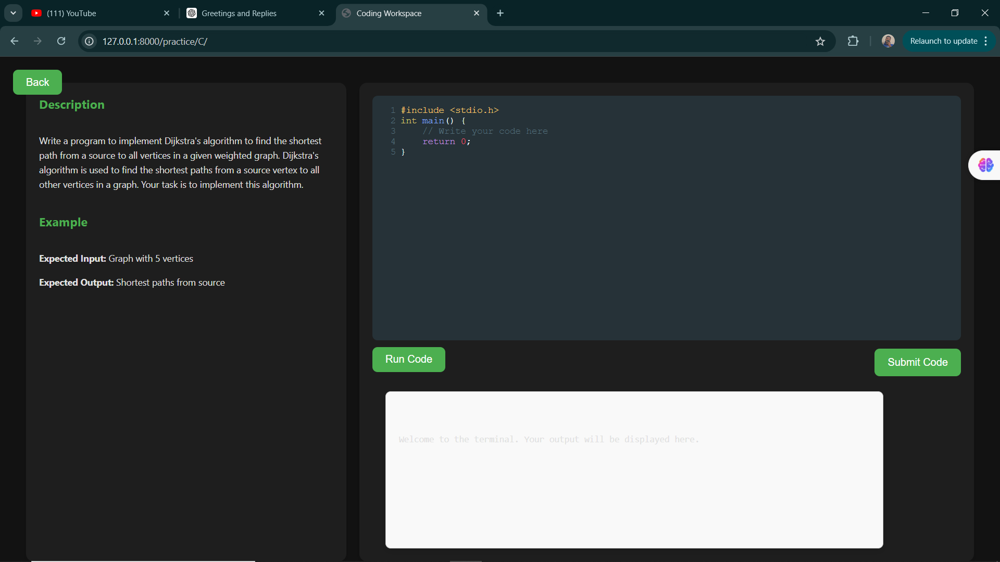 (111) YouTube
Greetings and Replies
Coding Workspace
127.0.0.1:8000/practice/C/
Relaunch to update
Back
Description
Write a program to implement Dijkstra's algorithm to find the shortest
path from a source to all vertices in a given weighted graph. Dijkstra's
algorithm is used to find the shortest paths from a source vertex to all
other vertices in a graph. Your task is to implement this algorithm.
Example
Expected Input: Graph with 5 vertices
Expected Output: Shortest paths from source
1 #include <stdio.h>
2 int main() {
3     // Write your code here
4     return 0;
5 }
Run Code
Submit Code
Welcome to the terminal. Your output will be displayed here.